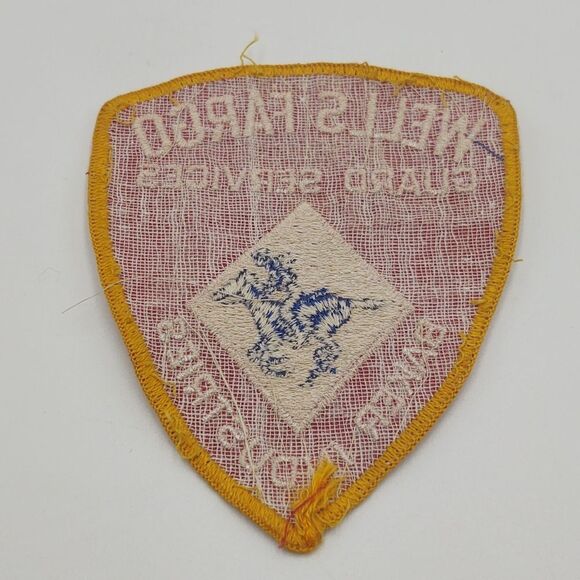 WELLS FARGO
GUARD SERVICES
BAKER INDUSTRIES